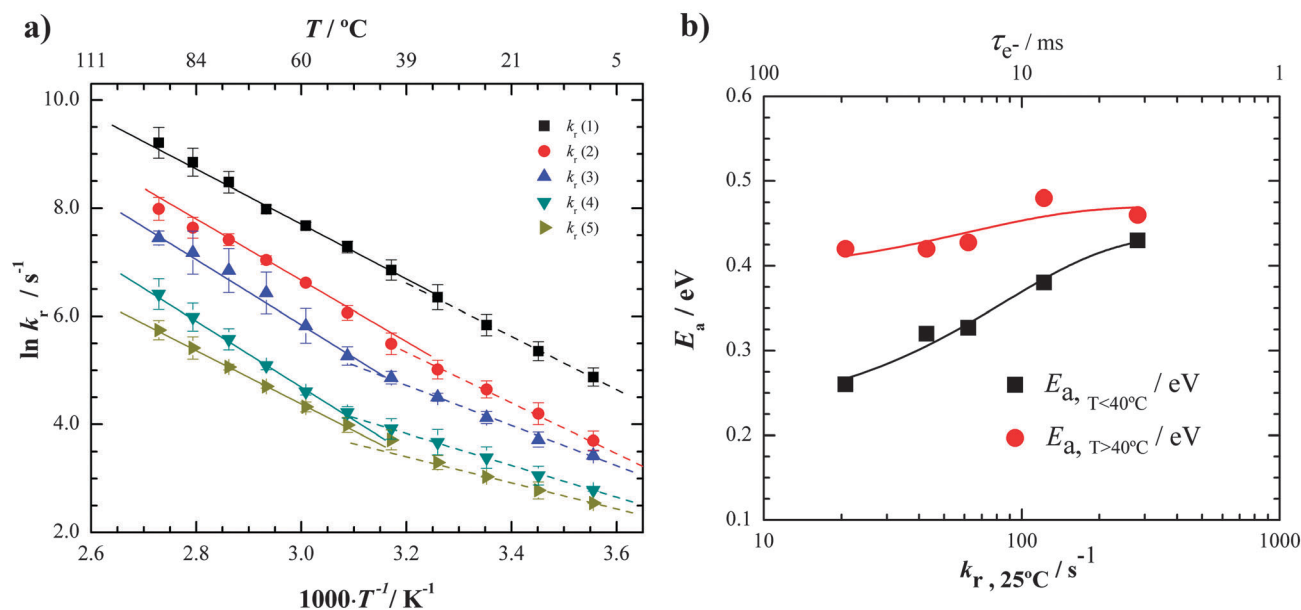 a)
T / ºC
111 84 60 39 21 5
10.0
8.0
6.0
4.0
2.0
ln kr / s-1
kr (1)
kr (2)
kr (3)
kr (4)
kr (5)
2.6 2.8 3.0 3.2 3.4 3.6
1000·T-1/ K-1
b)
τe- / ms
100 10 1
0.6
0.5
0.4
0.3
0.2
0.1
Ea / eV
Ea, T<40ºC / eV
Ea, T>40ºC / eV
10 100 1000
kr , 25ºC / s-1